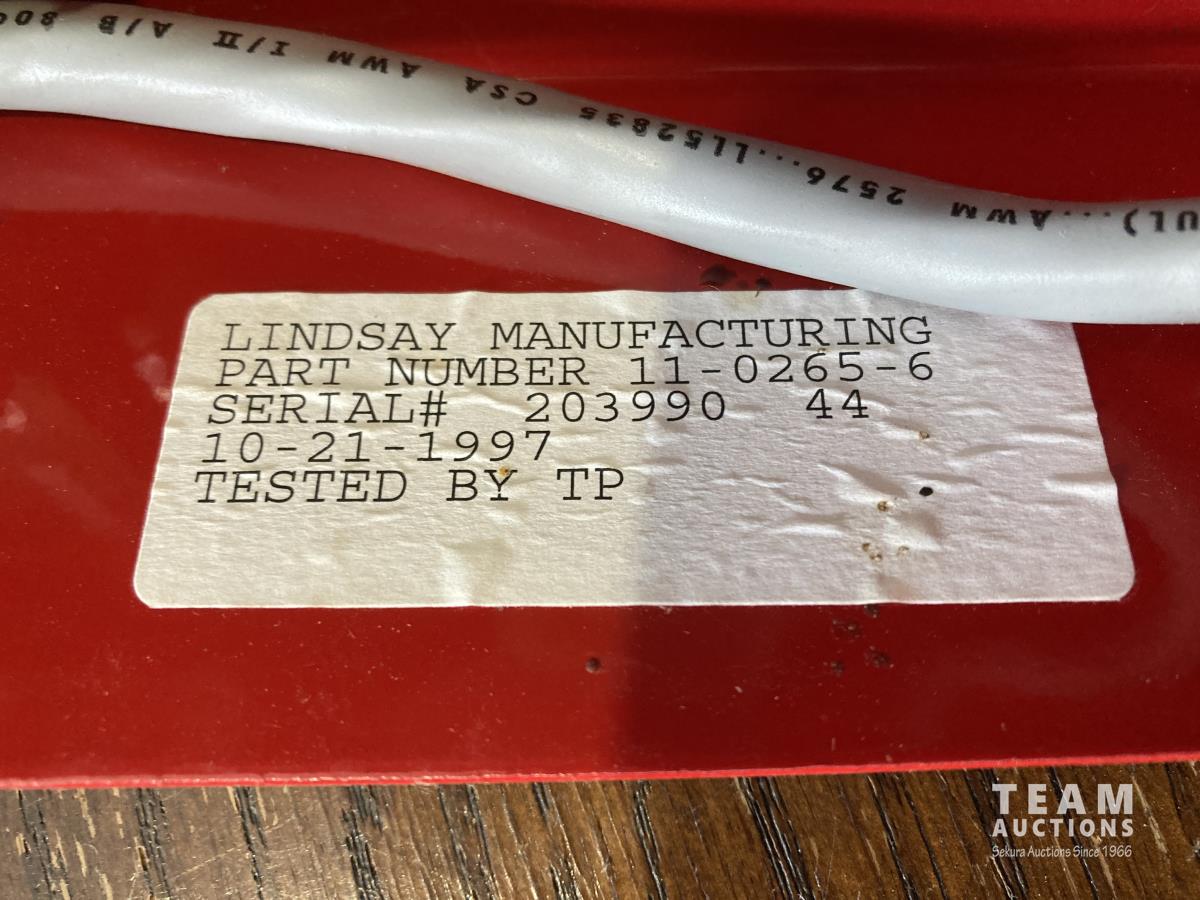 UL)...AWM 2576...LL52835 CSA AWM I/II A/B 80°
LINDSAY MANUFACTURING
PART NUMBER 11-0265-6
SERIAL# 203990 44
10-21-1997
TESTED BY TP
TEAM
AUCTIONS
Sekura Auctions Since 1966